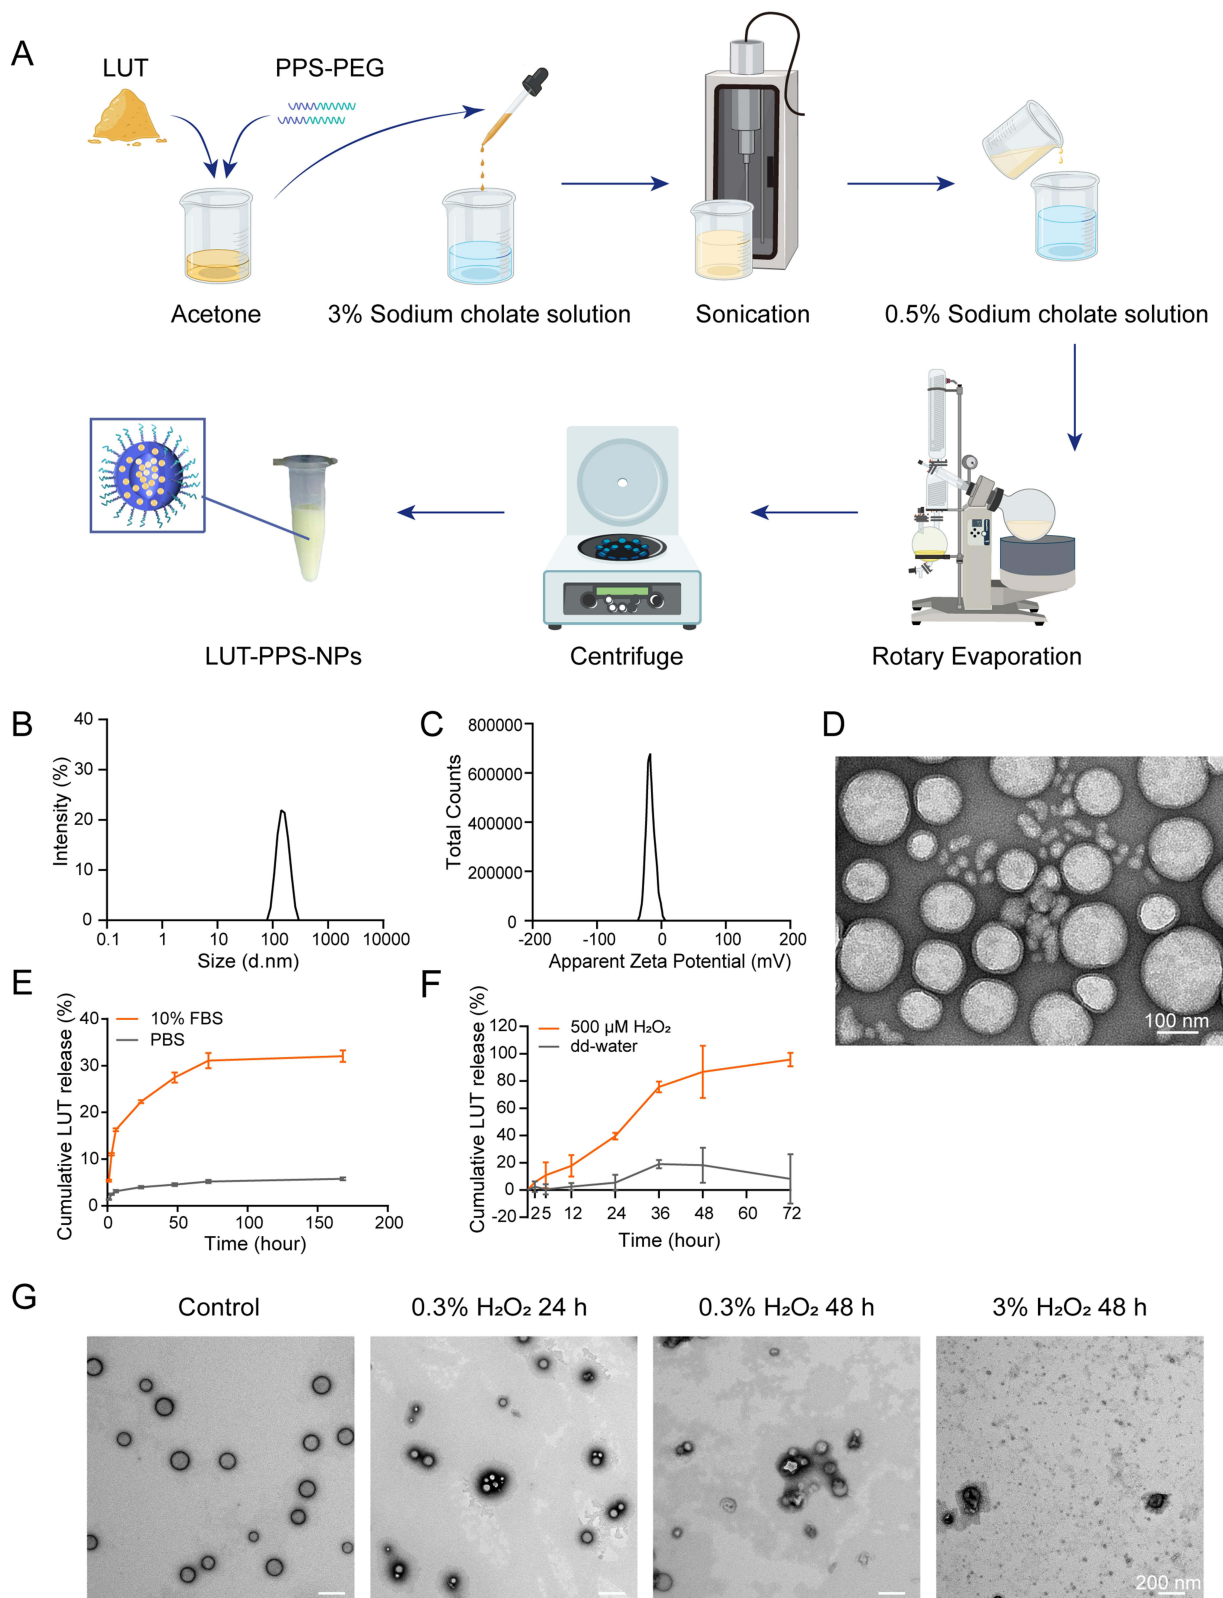 A
LUT
PPS-PEG
Acetone
3% Sodium cholate solution
Sonication
0.5% Sodium cholate solution
LUT-PPS-NPs
Centrifuge
Rotary Evaporation
B
Intensity (%)
40
30
20
10
0
0.1 1 10 100 1000 10000
Size (d.nm)
C
Total Counts
800000
600000
400000
200000
0
-200 -100 0 100 200
Apparent Zeta Potential (mV)
D
100 nm
E
Cumulative LUT release (%)
40
30
20
10
0
10% FBS
PBS
0 50 100 150 200
Time (hour)
F
Cumulative LUT release (%)
120
100
80
60
40
20
0
-20
500 µM H₂O₂
dd-water
2 5 12 24 36 48 60 72
Time (hour)
G
Control
0.3% H₂O₂ 24 h
0.3% H₂O₂ 48 h
3% H₂O₂ 48 h
200 nm